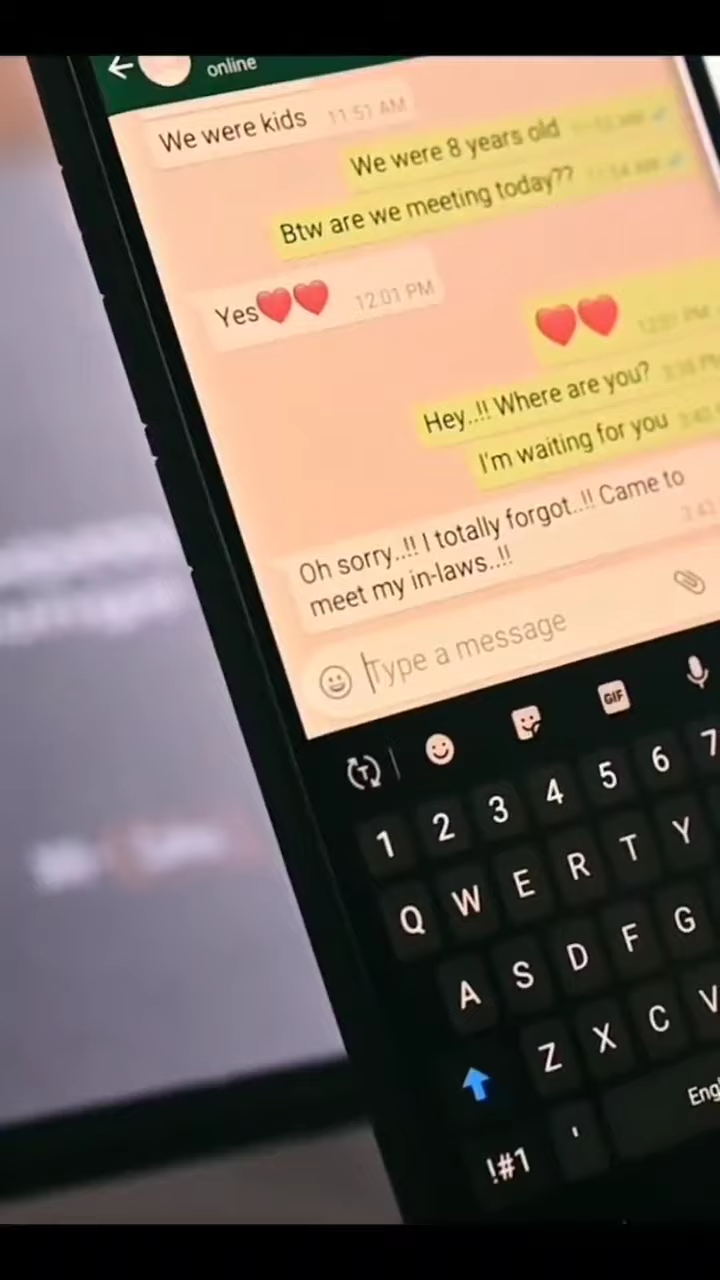 online
We were kids 11:51 AM
We were 8 years old
Btw are we meeting today??
Yes❤️❤️ 12:01 PM
❤️❤️
Hey..!! Where are you?
I'm waiting for you
Oh sorry..!! I totally forgot..!! Came to
meet my in-laws..!!
Type a message
GIF
1 2 3 4 5 6 7
Q W E R T Y
A S D F G
Z X C V
!#1 '